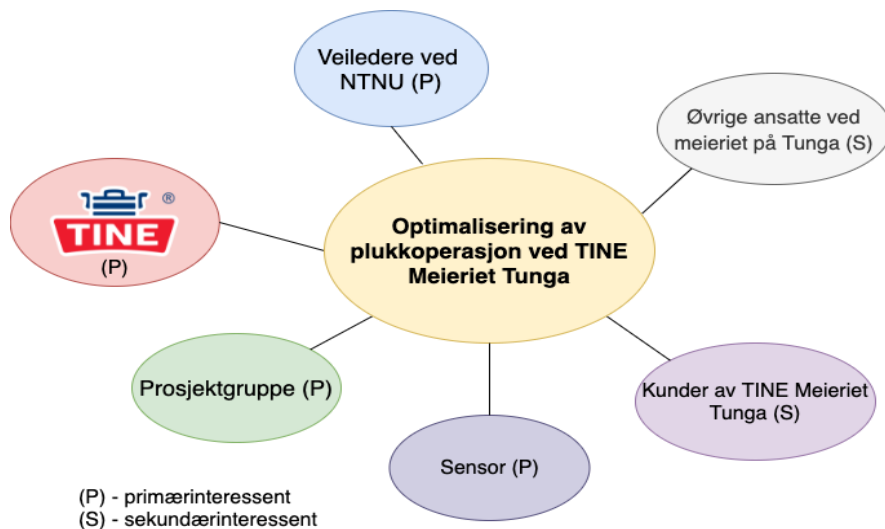 Veiledere ved
NTNU (P)
Øvrige ansatte ved
meieriet på Tunga (S)
®
TINE
(P)
Optimalisering av
plukkoperasjon ved TINE
Meieriet Tunga
Prosjektgruppe (P)
Kunder av TINE Meieriet
Tunga (S)
Sensor (P)
(P) - primærinteressent
(S) - sekundærinteressent